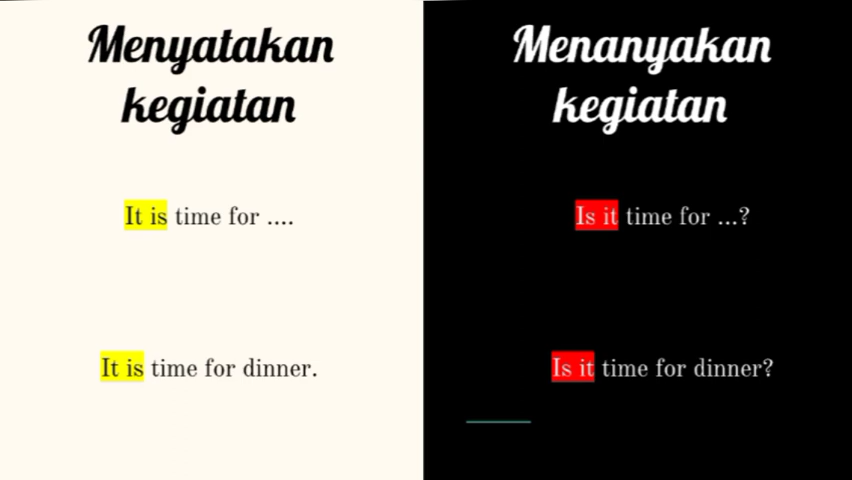 Menyatakan
kegiatan
It is time for ....
It is time for dinner.
Menanyakan
kegiatan
Is it time for ...?
Is it time for dinner?